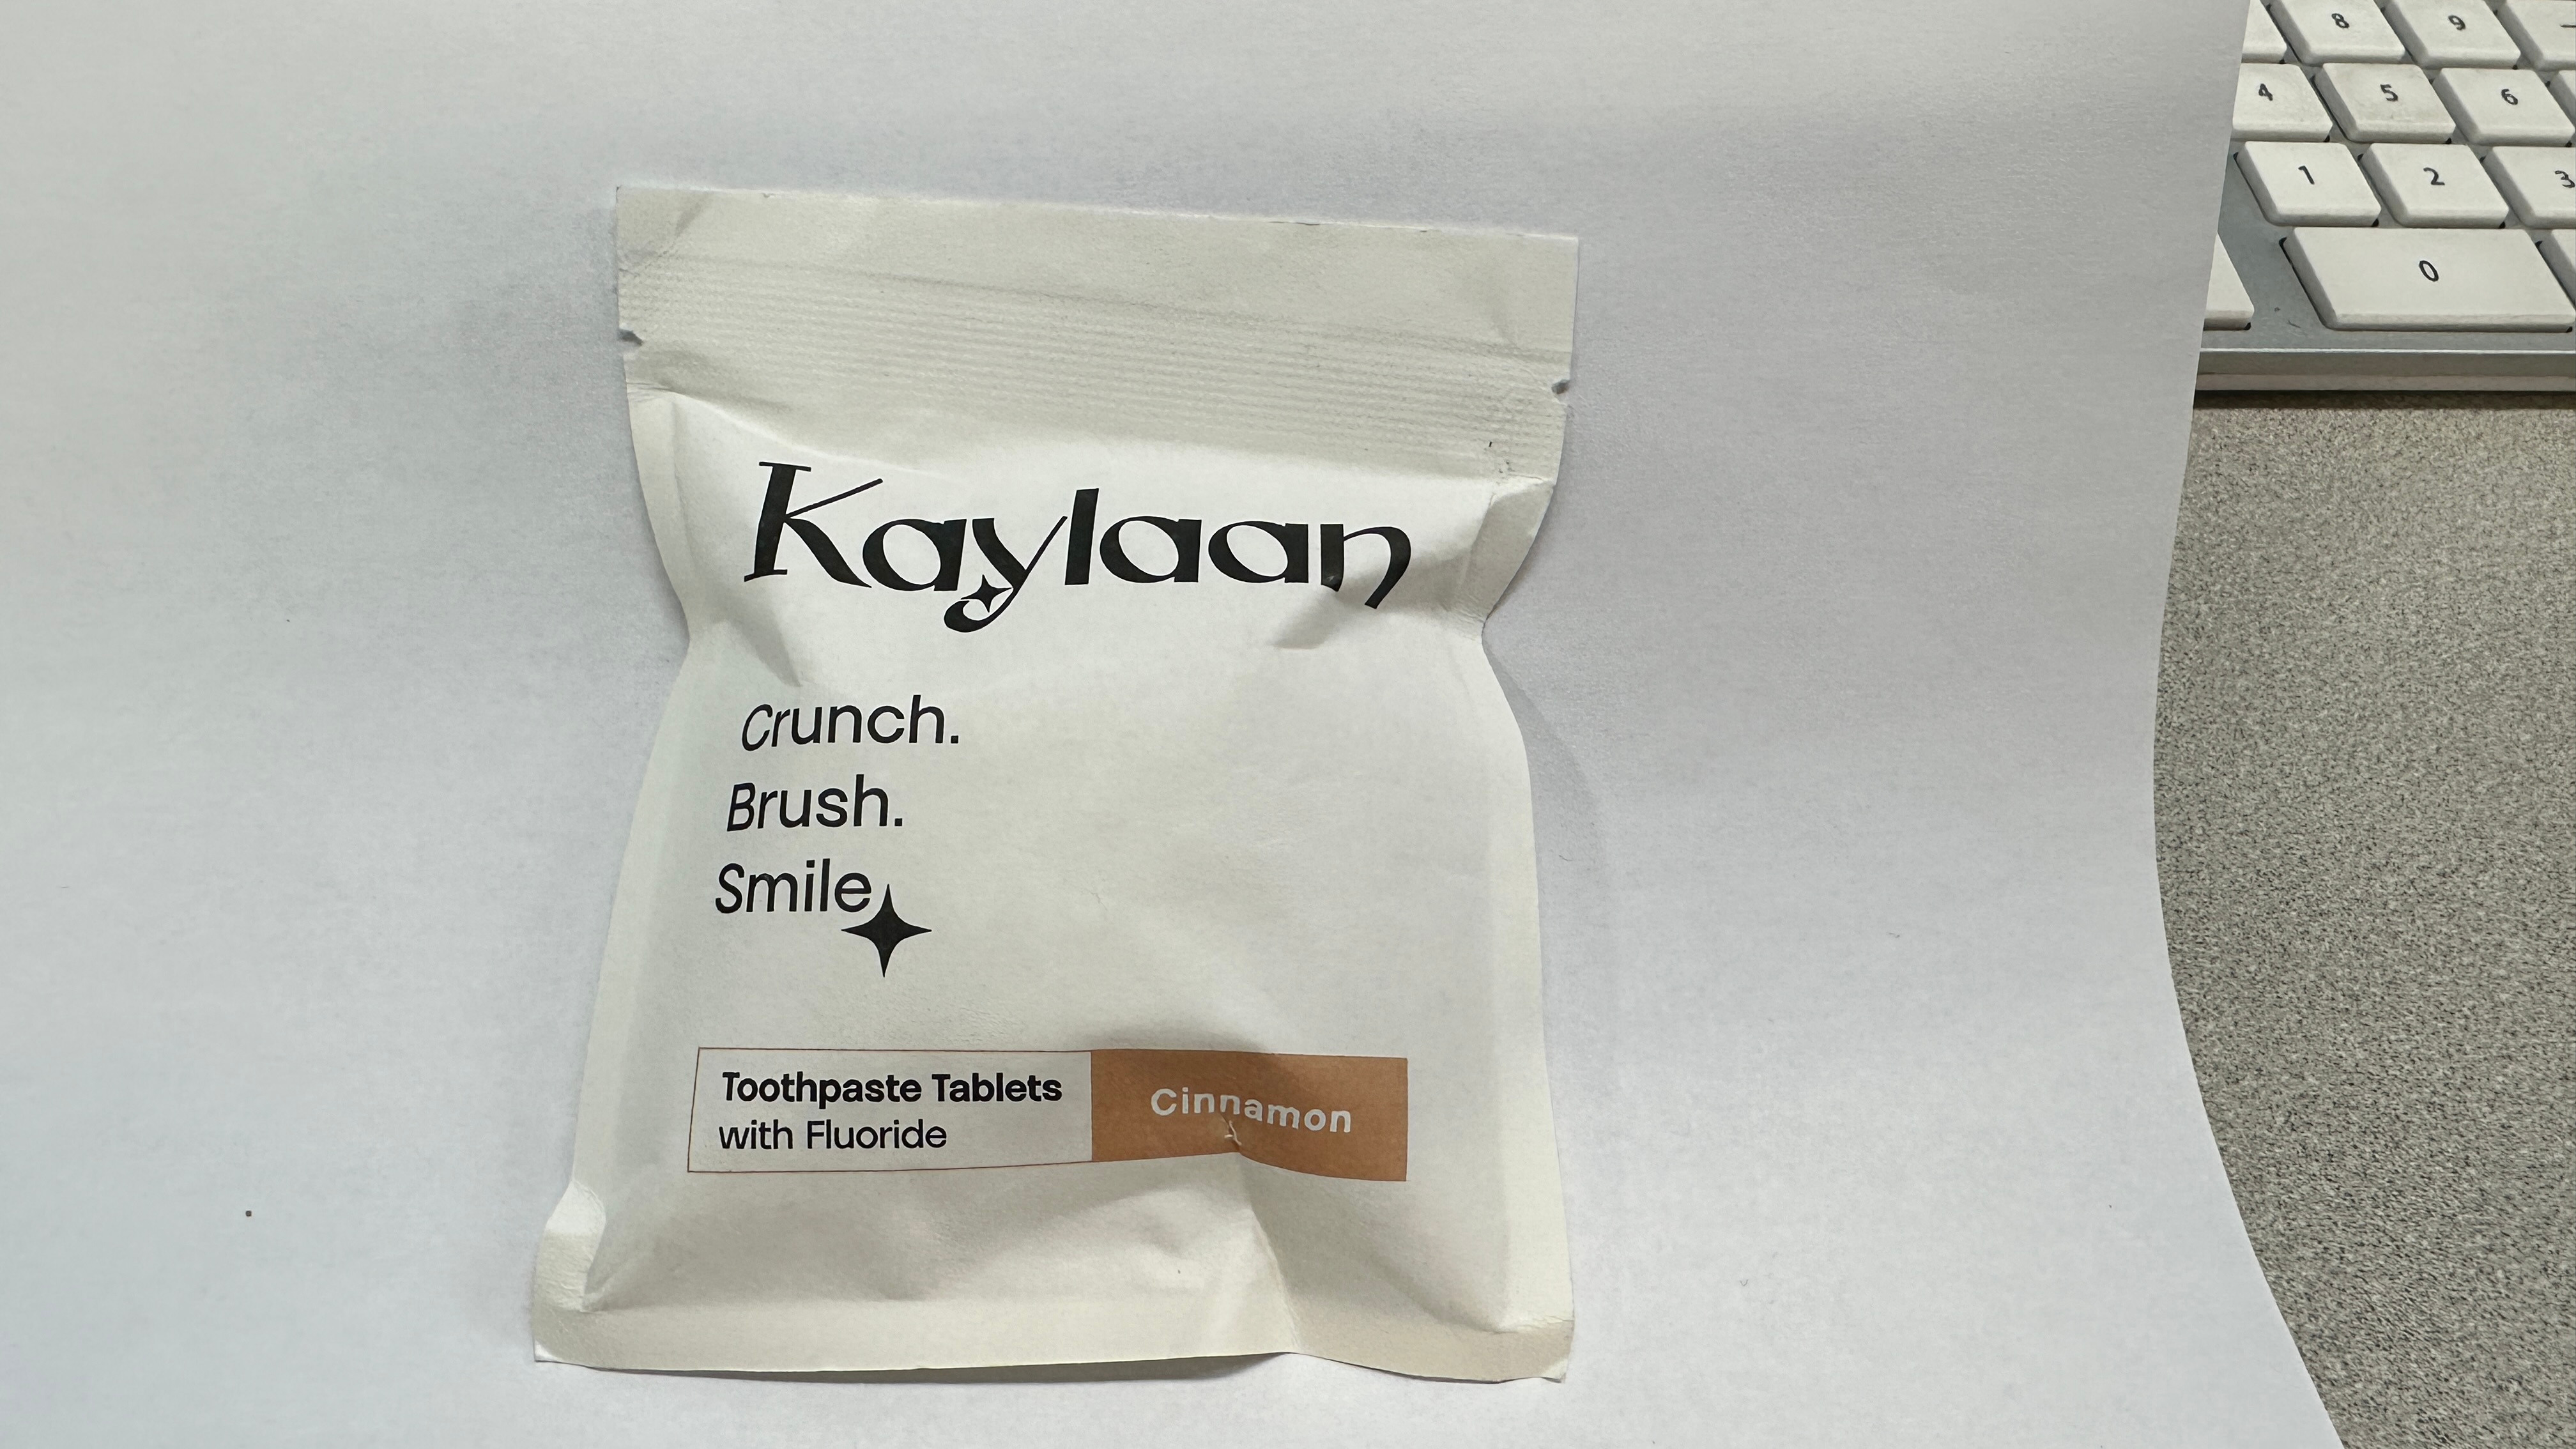 Kaylaan
Crunch.
Brush.
Smile
Toothpaste Tablets
with Fluoride
Cinnamon
8 9
4 5 6
1 2 3
0